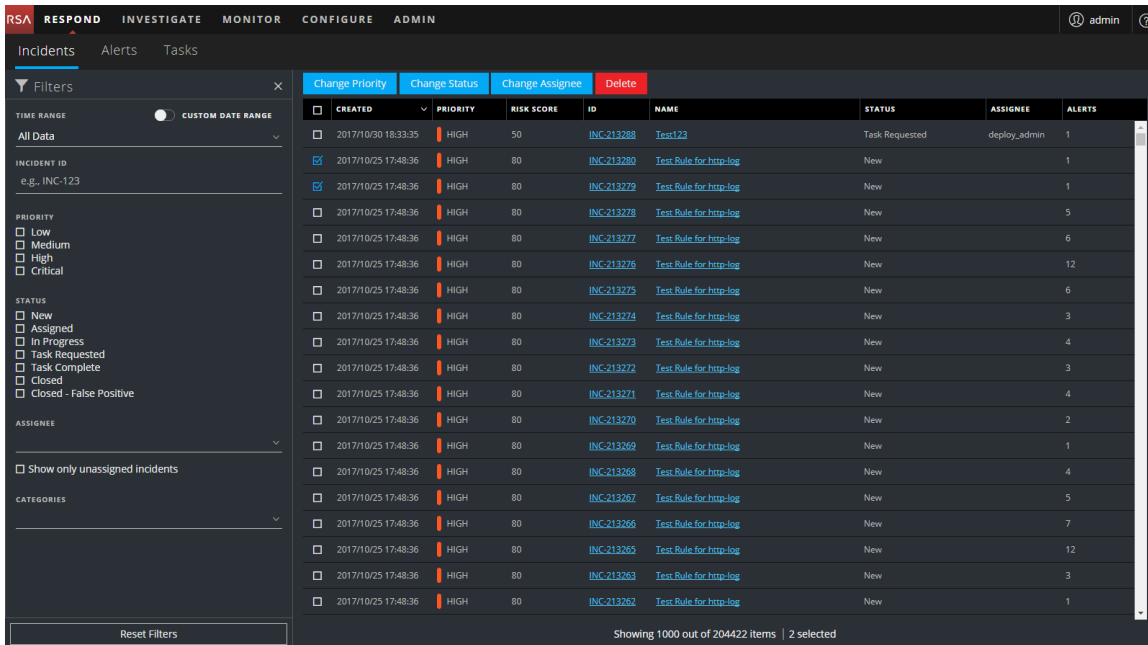 RSA RESPOND INVESTIGATE MONITOR CONFIGURE ADMIN admin
Incidents Alerts Tasks
Filters
TIME RANGE CUSTOM DATE RANGE
All Data
INCIDENT ID
e.g., INC-123
PRIORITY
Low
Medium
High
Critical
STATUS
New
Assigned
In Progress
Task Requested
Task Complete
Closed
Closed - False Positive
ASSIGNEE
Show only unassigned incidents
CATEGORIES
Reset Filters
Change Priority Change Status Change Assignee Delete
CREATED PRIORITY RISK SCORE ID NAME STATUS ASSIGNEE ALERTS
2017/10/30 18:33:35 HIGH 50 INC-213288 Test123 Task Requested deploy_admin 1
2017/10/25 17:48:36 HIGH 80 INC-213280 Test Rule for http-log New 1
2017/10/25 17:48:36 HIGH 80 INC-213279 Test Rule for http-log New 1
2017/10/25 17:48:36 HIGH 80 INC-213278 Test Rule for http-log New 5
2017/10/25 17:48:36 HIGH 80 INC-213277 Test Rule for http-log New 6
2017/10/25 17:48:36 HIGH 80 INC-213276 Test Rule for http-log New 12
2017/10/25 17:48:36 HIGH 80 INC-213275 Test Rule for http-log New 6
2017/10/25 17:48:36 HIGH 80 INC-213274 Test Rule for http-log New 3
2017/10/25 17:48:36 HIGH 80 INC-213273 Test Rule for http-log New 4
2017/10/25 17:48:36 HIGH 80 INC-213272 Test Rule for http-log New 3
2017/10/25 17:48:36 HIGH 80 INC-213271 Test Rule for http-log New 4
2017/10/25 17:48:36 HIGH 80 INC-213270 Test Rule for http-log New 2
2017/10/25 17:48:36 HIGH 80 INC-213269 Test Rule for http-log New 1
2017/10/25 17:48:36 HIGH 80 INC-213268 Test Rule for http-log New 4
2017/10/25 17:48:36 HIGH 80 INC-213267 Test Rule for http-log New 5
2017/10/25 17:48:36 HIGH 80 INC-213266 Test Rule for http-log New 7
2017/10/25 17:48:36 HIGH 80 INC-213265 Test Rule for http-log New 12
2017/10/25 17:48:36 HIGH 80 INC-213263 Test Rule for http-log New 3
2017/10/25 17:48:36 HIGH 80 INC-213262 Test Rule for http-log New 1
Showing 1000 out of 204422 items | 2 selected